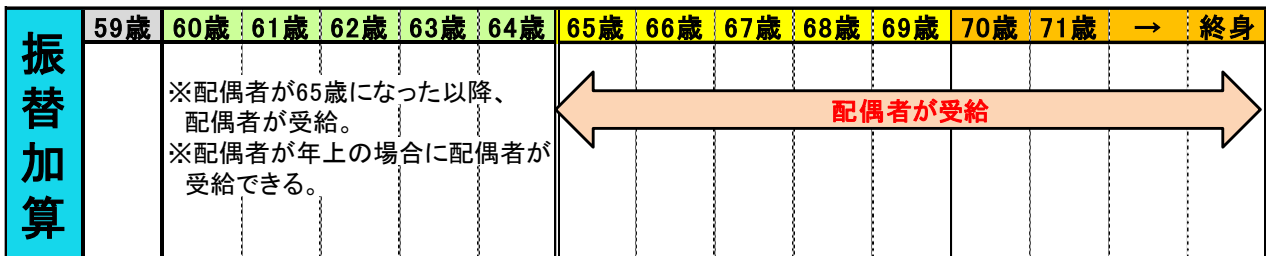 振替加算
59歳 60歳 61歳 62歳 63歳 64歳 65歳 66歳 67歳 68歳 69歳 70歳 71歳 → 終身
※配偶者が65歳になった以降、
配偶者が受給。
※配偶者が年上の場合に配偶者が
受給できる。
配偶者が受給